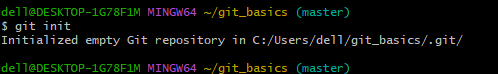 dell@DESKTOP-1G78F1M MINGW64 ~/git_basics (master)
$ git init
Initialized empty Git repository in C:/Users/dell/git_basics/.git/
dell@DESKTOP-1G78F1M MINGW64 ~/git_basics (master)